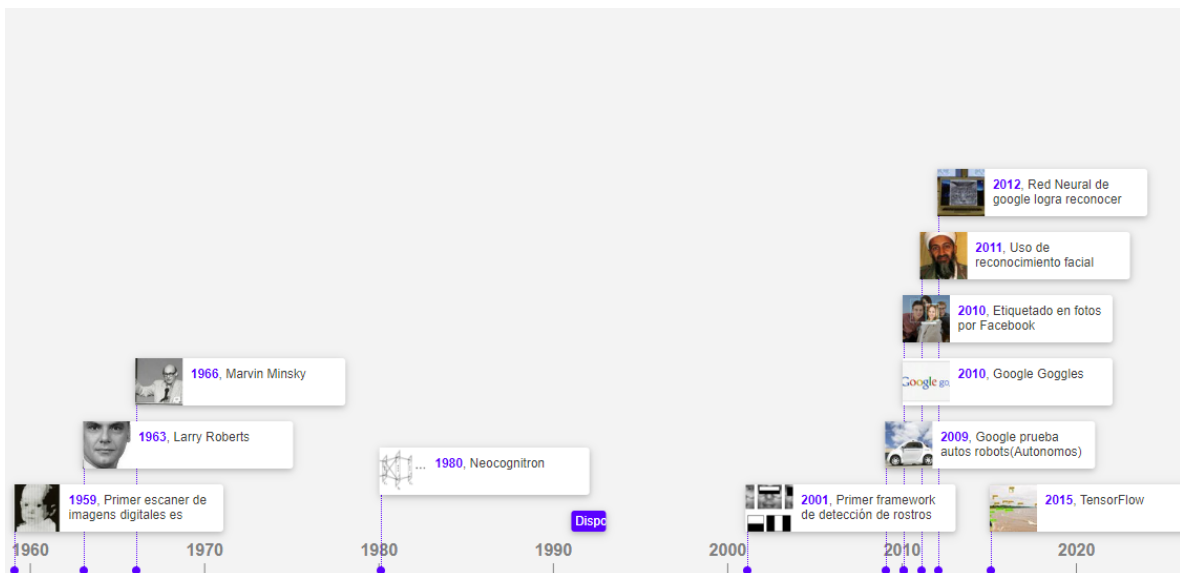 2012, Red Neural de
google logra reconocer
2011, Uso de
reconocimiento facial
2010, Etiquetado en fotos
por Facebook
1966, Marvin Minsky
Google go
2010, Google Goggles
1963, Larry Roberts
2009, Google prueba
autos robots(Autonomos)
... 1980, Neocognitron
1959, Primer escaner de
imagens digitales es
2001, Primer framework
de detección de rostros
2015, TensorFlow
Dispo
1960 1970 1980 1990 2000 2010 2020